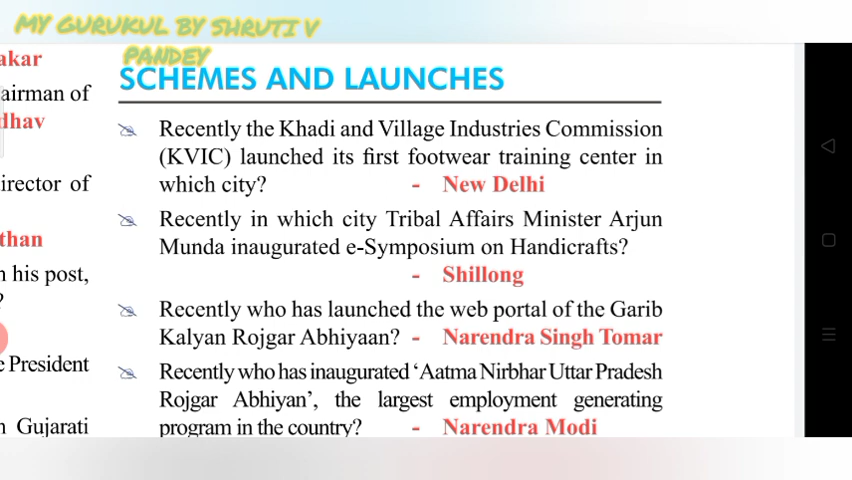 MY GURUKUL BY SHRUTI V
PANDEY
akar
airman of
dhav
irector of
than
n his post,
?
e President
n Gujarati
SCHEMES AND LAUNCHES
Recently the Khadi and Village Industries Commission
(KVIC) launched its first footwear training center in
which city? - New Delhi
Recently in which city Tribal Affairs Minister Arjun
Munda inaugurated e-Symposium on Handicrafts?
- Shillong
Recently who has launched the web portal of the Garib
Kalyan Rojgar Abhiyaan? - Narendra Singh Tomar
Recently who has inaugurated ‘Aatma Nirbhar Uttar Pradesh
Rojgar Abhiyan’, the largest employment generating
program in the country? - Narendra Modi